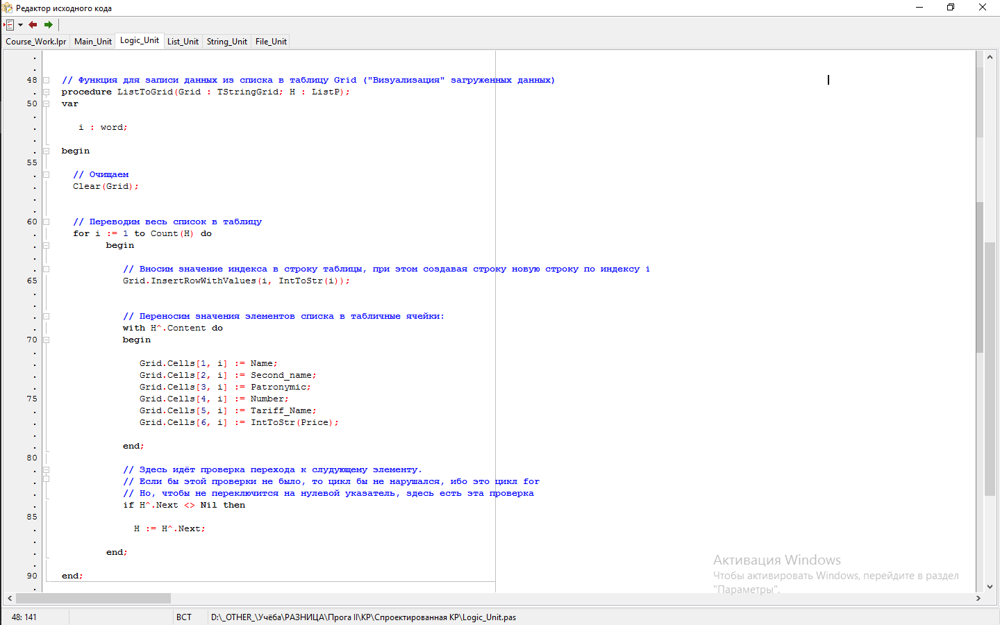 Редактор исходного кода
Course_Work.lpr Main_Unit Logic_Unit List_Unit String_Unit File_Unit
48 // Функция для записи данных из списка в таблицу Grid ("Визуализация" загруженных данных)
procedure ListToGrid(Grid : TStringGrid; H : ListP);
50 var
i : word;
begin
55
// Очищаем
Clear(Grid);
60 // Переводим весь список в таблицу
for i := 1 to Count(H) do
begin
// Вносим значение индекса в строку таблицы, при этом создавая строку новую строку по индексу i
65 Grid.InsertRowWithValues(i, IntToStr(i));
// Переносим значения элементов списка в табличные ячейки:
with H^.Content do
70 begin
Grid.Cells[1, i] := Name;
Grid.Cells[2, i] := Second_name;
Grid.Cells[3, i] := Patronymic;
75 Grid.Cells[4, i] := Number;
Grid.Cells[5, i] := Tariff_Name;
Grid.Cells[6, i] := IntToStr(Price);
end;
80
// Здесь идёт проверка перехода к слудующему элементу.
// Если бы этой проверки не было, то цикл бы не нарушался, ибо это цикл for
// Но, чтобы не переключится на нулевой указатель, здесь есть эта проверка
if H^.Next <> Nil then
85
H := H^.Next;
end;
90 end;
Активация Windows
Чтобы активировать Windows, перейдите в раздел
"Параметры".
48: 141 ВСТ D:\_OTHER_\Учёба\РАЗНИЦА\Прога II\КР\Спроектированная КР\Logic_Unit.pas